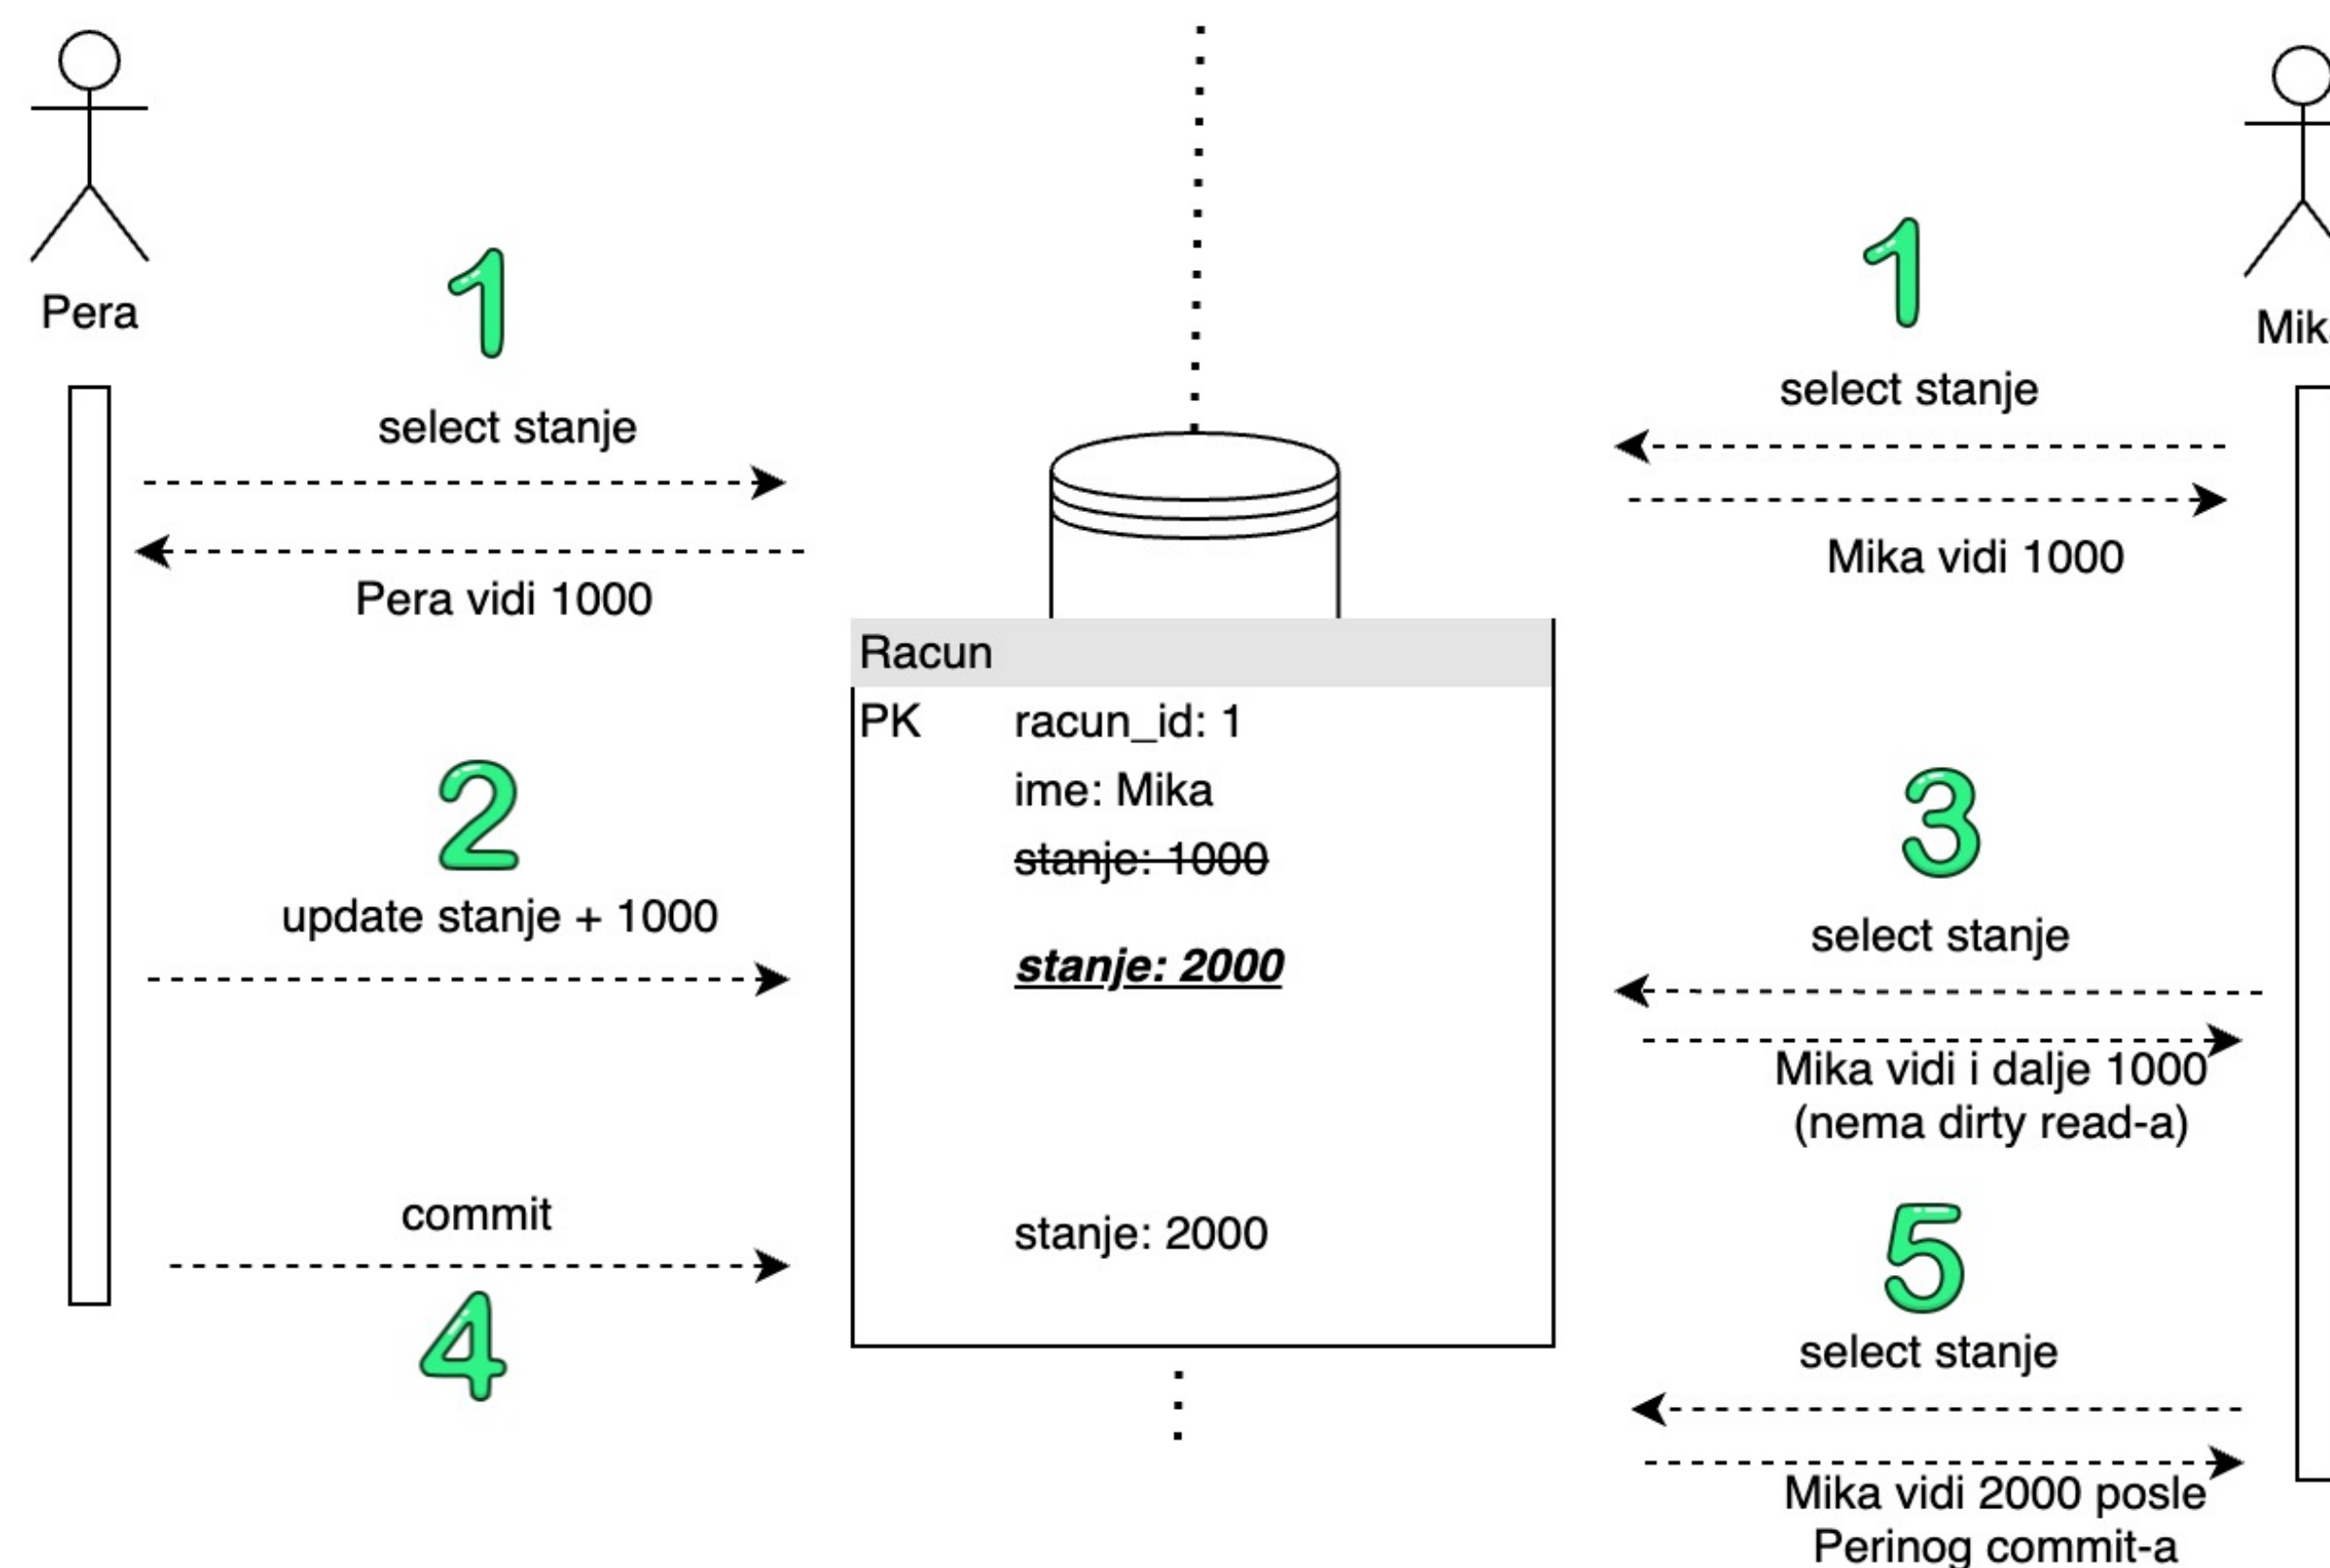 Pera
1
select stanje
Pera vidi 1000
2
update stanje + 1000
commit
4
Racun
PK racun_id: 1
ime: Mika
stanje: 1000
stanje: 2000
stanje: 2000
Mik
1
select stanje
Mika vidi 1000
3
select stanje
Mika vidi i dalje 1000
(nema dirty read-a)
5
select stanje
Mika vidi 2000 posle
Perinog commit-a